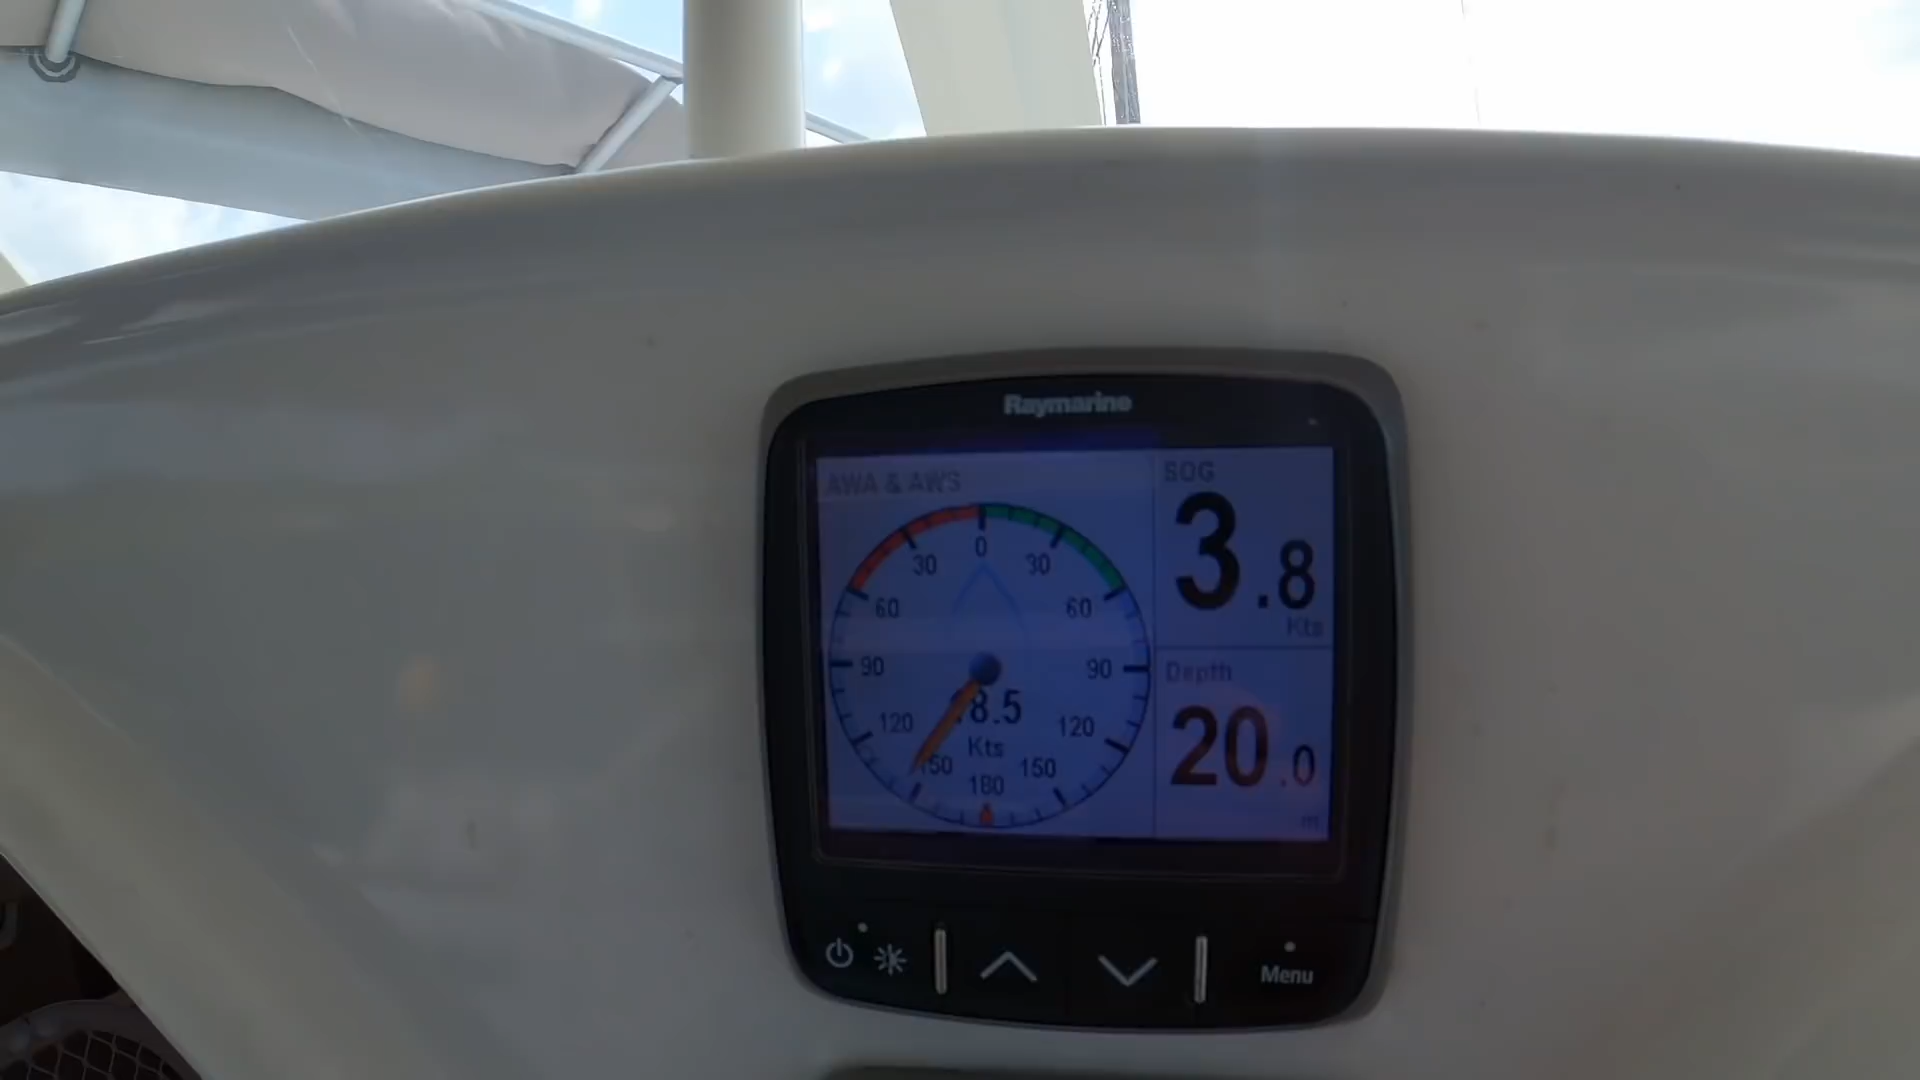 Raymarine
AWA & AWS
SOG
3.8
Kts
0
30 30
60 60
90 90
8.5
Kts
120 120
150 150
180
Depth
20.0
m
Menu